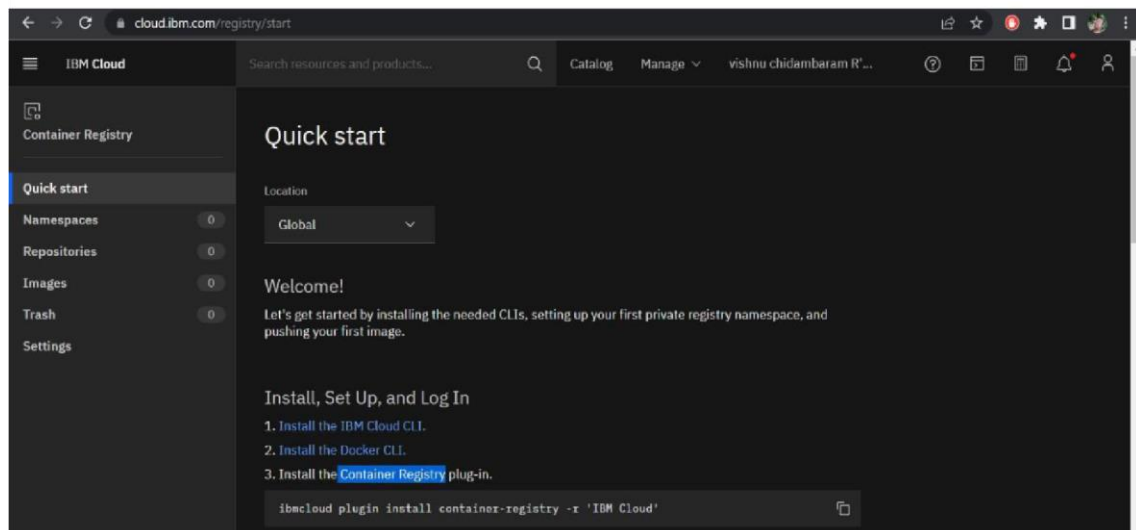 cloud.ibm.com/registry/start
IBM Cloud
Search resources and products...
Catalog
Manage
vishnu chidambaram R'...
Container Registry
Quick start
Namespaces 0
Repositories 0
Images 0
Trash 0
Settings
Quick start
Location
Global
Welcome!
Let's get started by installing the needed CLIs, setting up your first private registry namespace, and
pushing your first image.
Install, Set Up, and Log In
1. Install the IBM Cloud CLI.
2. Install the Docker CLI.
3. Install the Container Registry plug-in.
ibmcloud plugin install container-registry -r 'IBM Cloud'